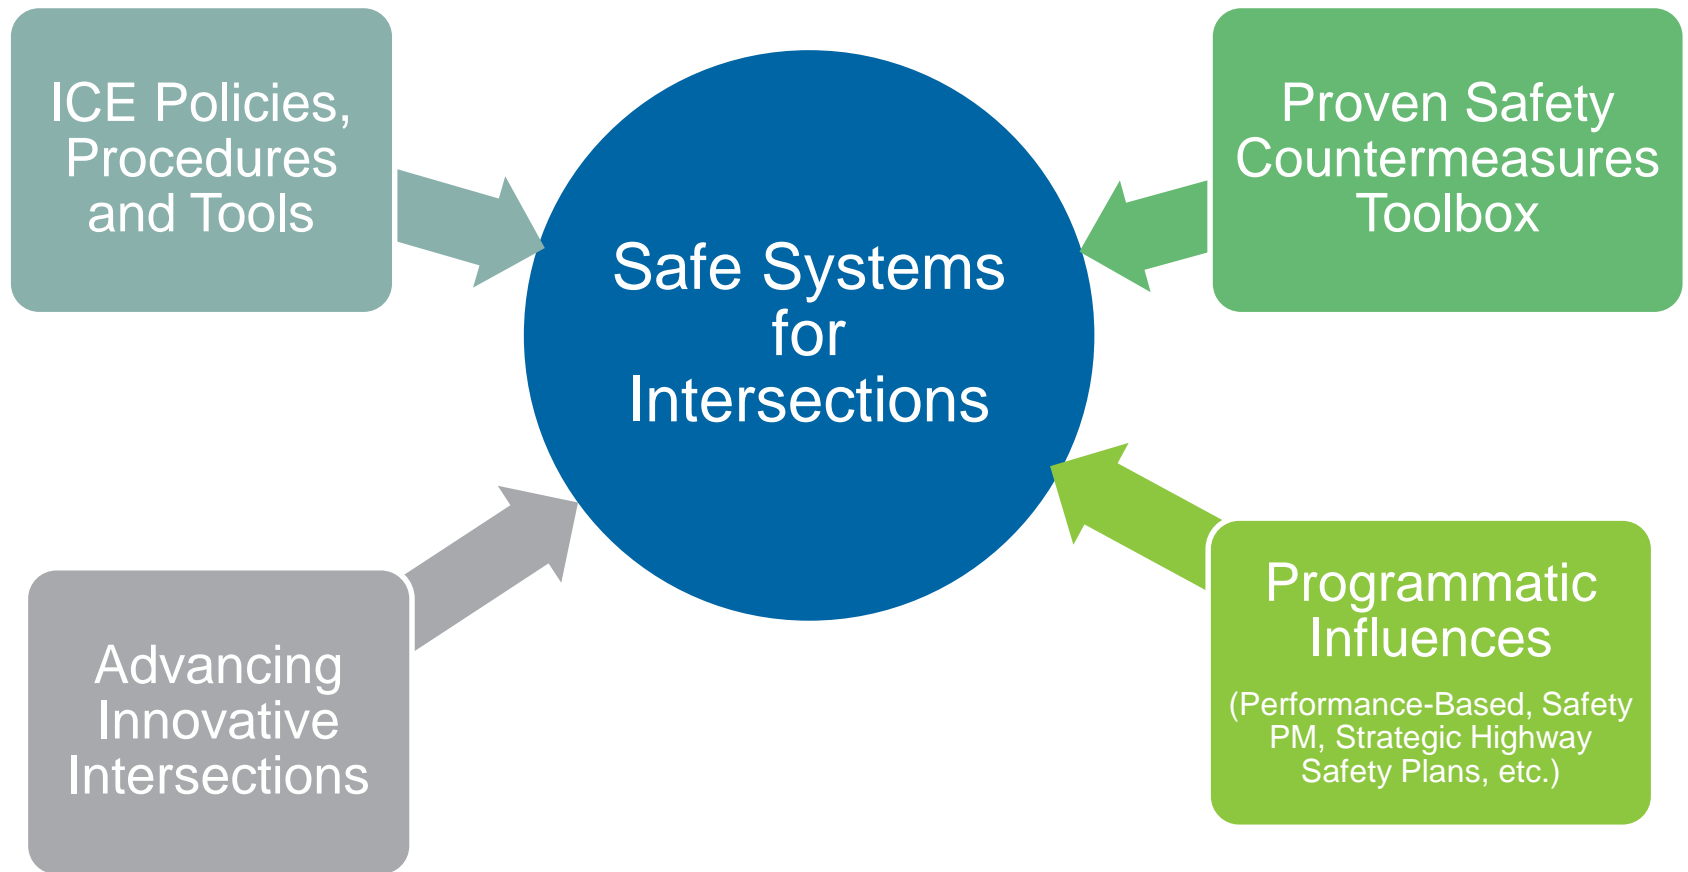 ICE Policies,
Procedures
and Tools
Proven Safety
Countermeasures
Toolbox
Safe Systems
for
Intersections
Advancing
Innovative
Intersections
Programmatic
Influences
(Performance-Based, Safety
PM, Strategic Highway
Safety Plans, etc.)